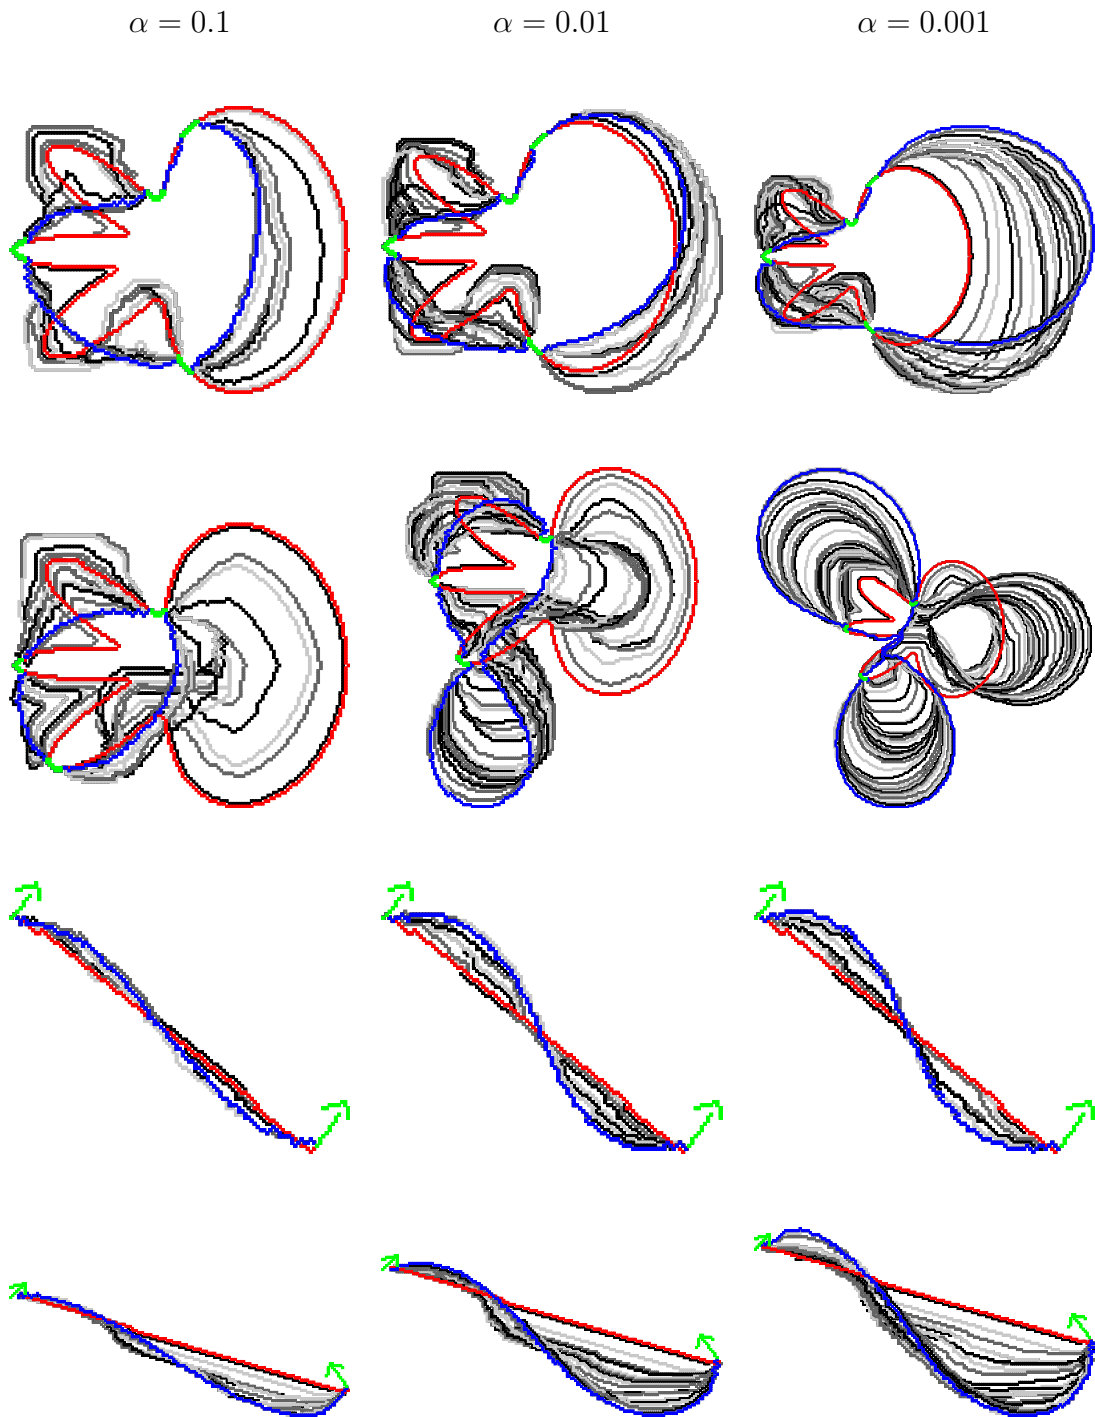 α = 0.1 α = 0.01 α = 0.001